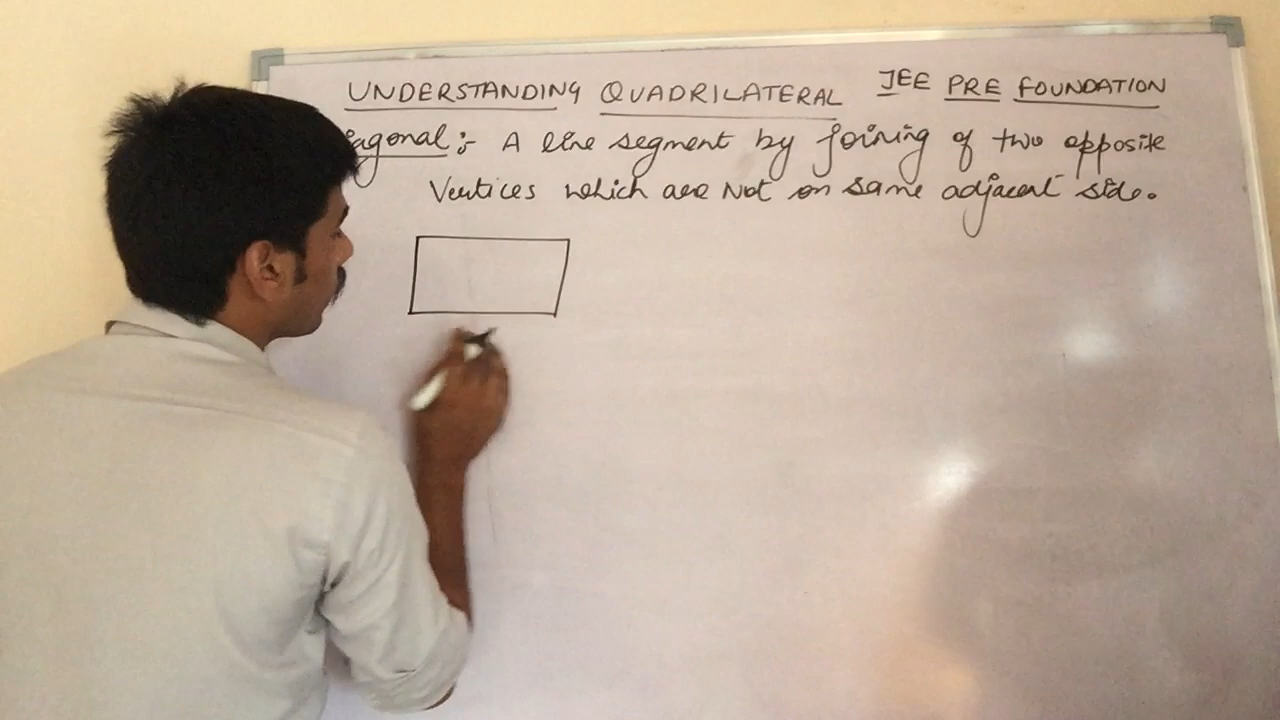 UNDERSTANDING QUADRILATERAL JEE PRE FOUNDATION
agonal :- A line segment by joining of two opposite
Vertices which are Not on same adjacent side.